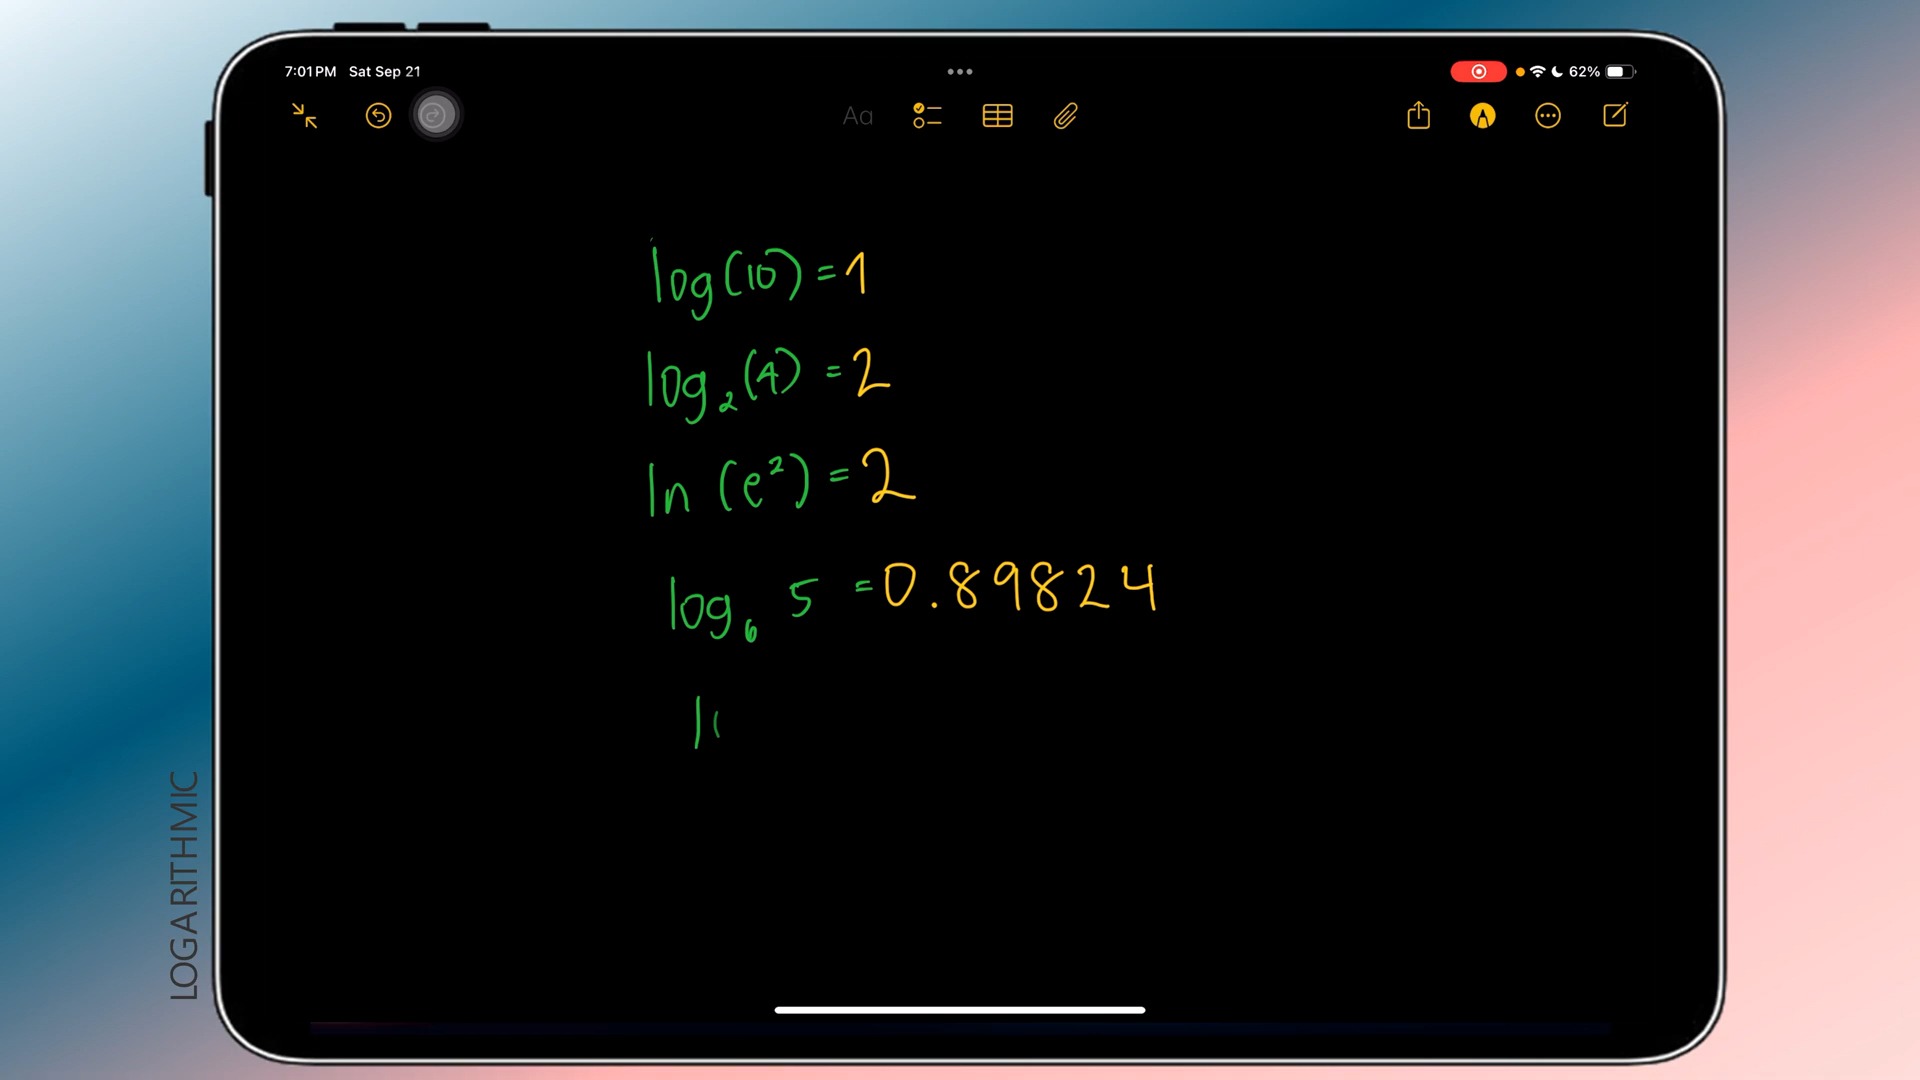 7:01 PM Sat Sep 21
62%
Aa
log(10) = 1
log₂(4) = 2
ln (e²) = 2
log₆ 5 = 0.89824
LOGARITHMIC